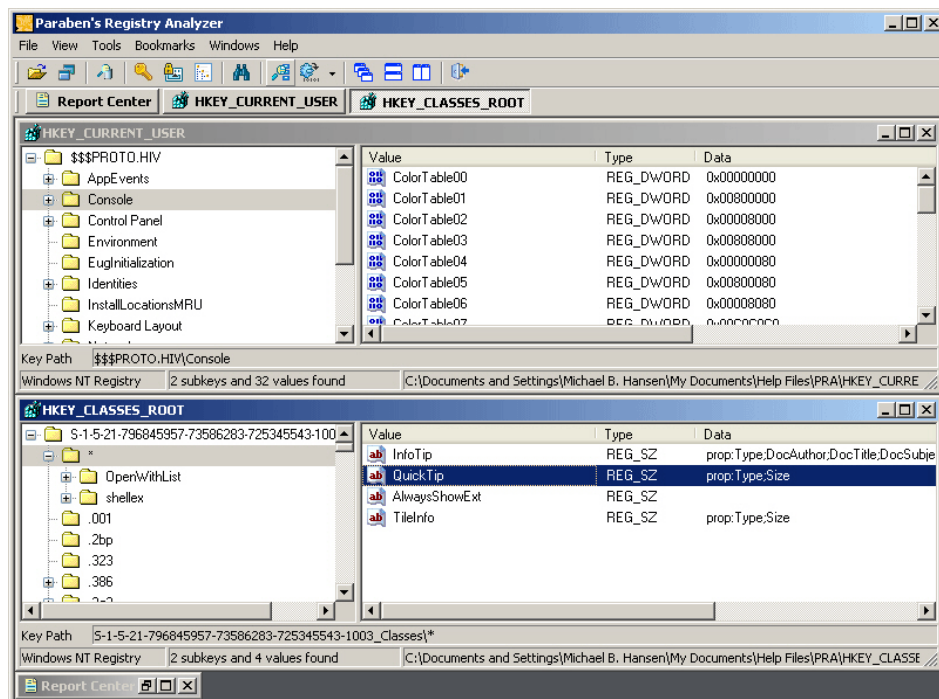 Paraben's Registry Analyzer
File View Tools Bookmarks Windows Help
Report Center HKEY_CURRENT_USER HKEY_CLASSES_ROOT
HKEY_CURRENT_USER
$$$PROTO.HIV
AppEvents
Console
Control Panel
Environment
EugInitialization
Identities
InstallLocationsMRU
Keyboard Layout
Value Type Data
ColorTable00 REG_DWORD 0x00000000
ColorTable01 REG_DWORD 0x00800000
ColorTable02 REG_DWORD 0x00008000
ColorTable03 REG_DWORD 0x00808000
ColorTable04 REG_DWORD 0x00000080
ColorTable05 REG_DWORD 0x00800080
ColorTable06 REG_DWORD 0x00008080
ColorTable07 REG_DWORD 0x00C0C0C0
Key Path $$$PROTO.HIV\Console
Windows NT Registry 2 subkeys and 32 values found C:\Documents and Settings\Michael B. Hansen\My Documents\Help Files\PRA\HKEY_CURRE
HKEY_CLASSES_ROOT
S-1-5-21-796845957-73586283-725345543-100
*
OpenWithList
shellex
.001
.2bp
.323
.386
Value Type Data
InfoTip REG_SZ prop:Type;DocAuthor;DocTitle;DocSubje
QuickTip REG_SZ prop:Type;Size
AlwaysShowExt REG_SZ
TileInfo REG_SZ prop:Type;Size
Key Path S-1-5-21-796845957-73586283-725345543-1003_Classes\*
Windows NT Registry 2 subkeys and 4 values found C:\Documents and Settings\Michael B. Hansen\My Documents\Help Files\PRA\HKEY_CLASSE
Report Center